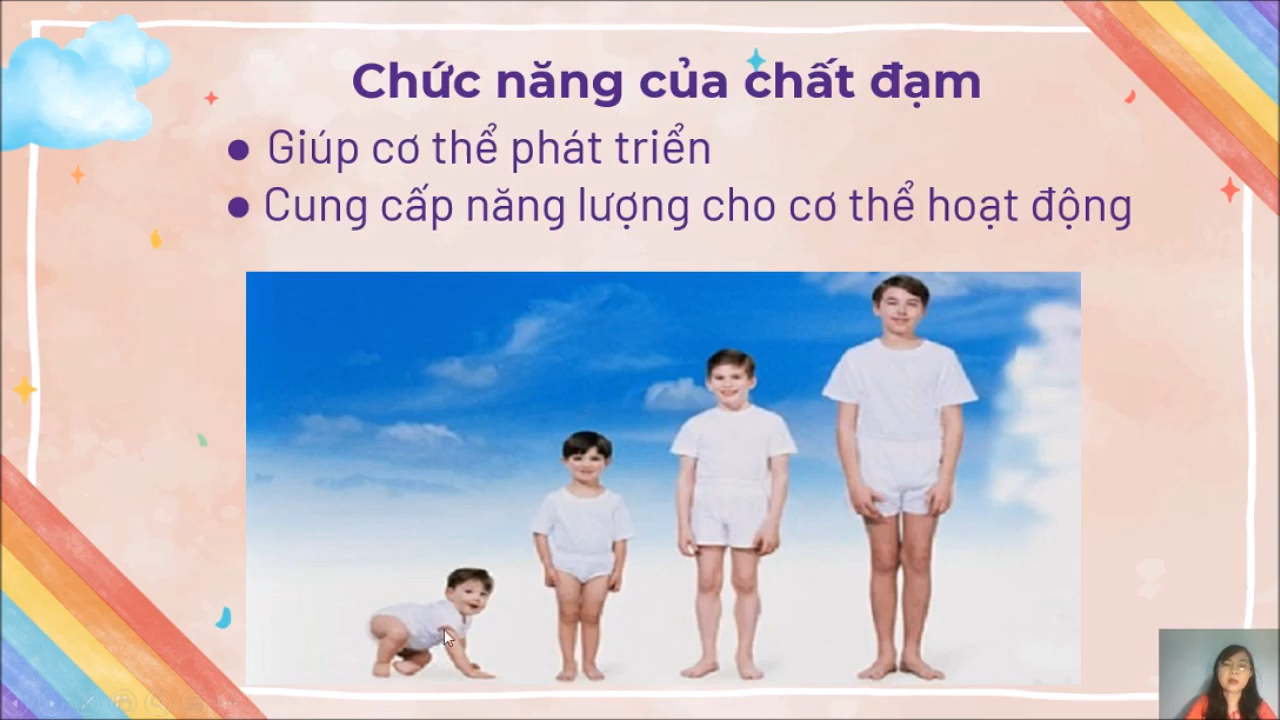 Chức năng của chất đạm
● Giúp cơ thể phát triển
● Cung cấp năng lượng cho cơ thể hoạt động